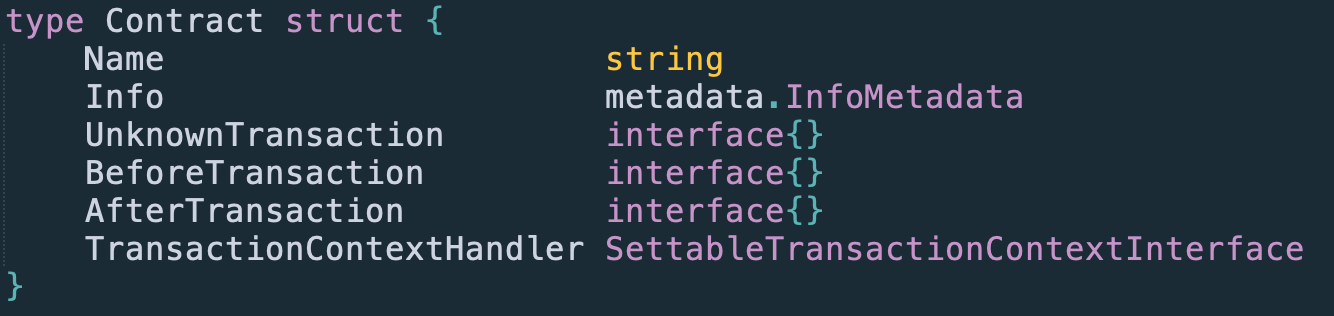 type Contract struct {
    Name                      string
    Info                      metadata.InfoMetadata
    UnknownTransaction        interface{}
    BeforeTransaction         interface{}
    AfterTransaction          interface{}
    TransactionContextHandler SettableTransactionContextInterface
}